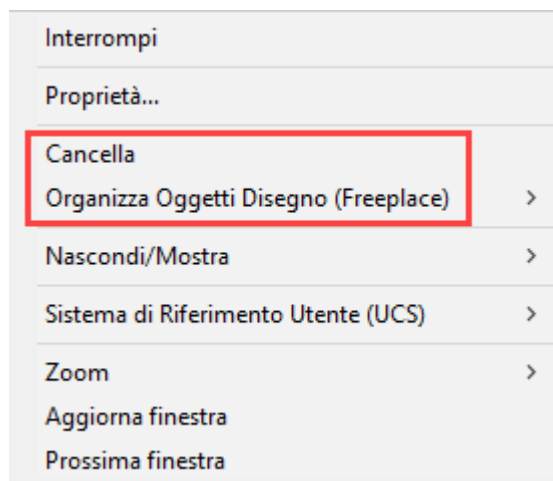 Interrompi
Proprietà...
Cancella
Organizza Oggetti Disegno (Freeplace)
Nascondi/Mostra
Sistema di Riferimento Utente (UCS)
Zoom
Aggiorna finestra
Prossima finestra